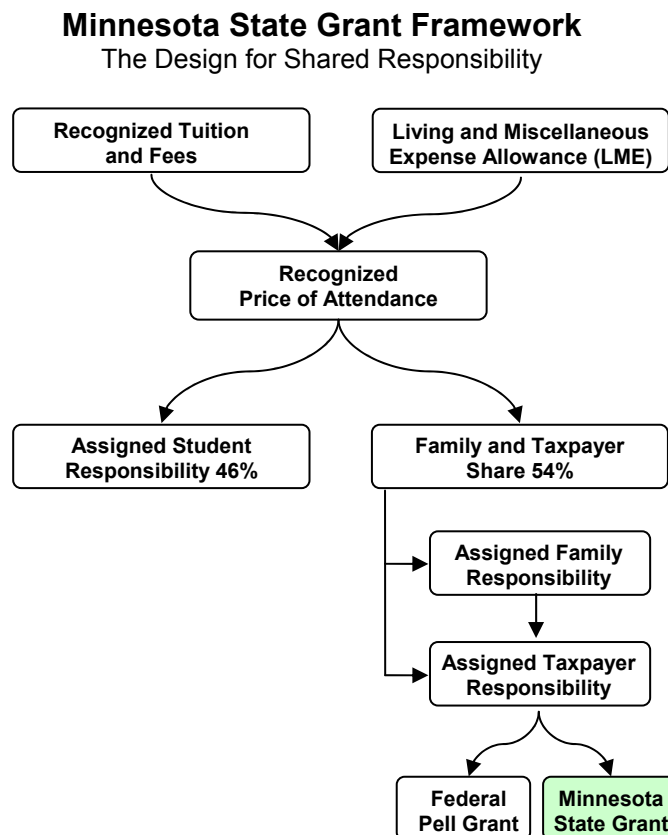 Minnesota State Grant Framework
The Design for Shared Responsibility
Recognized Tuition
and Fees
Living and Miscellaneous
Expense Allowance (LME)
Recognized
Price of Attendance
Assigned Student
Responsibility 46%
Family and Taxpayer
Share 54%
Assigned Family
Responsibility
Assigned Taxpayer
Responsibility
Federal
Pell Grant
Minnesota
State Grant